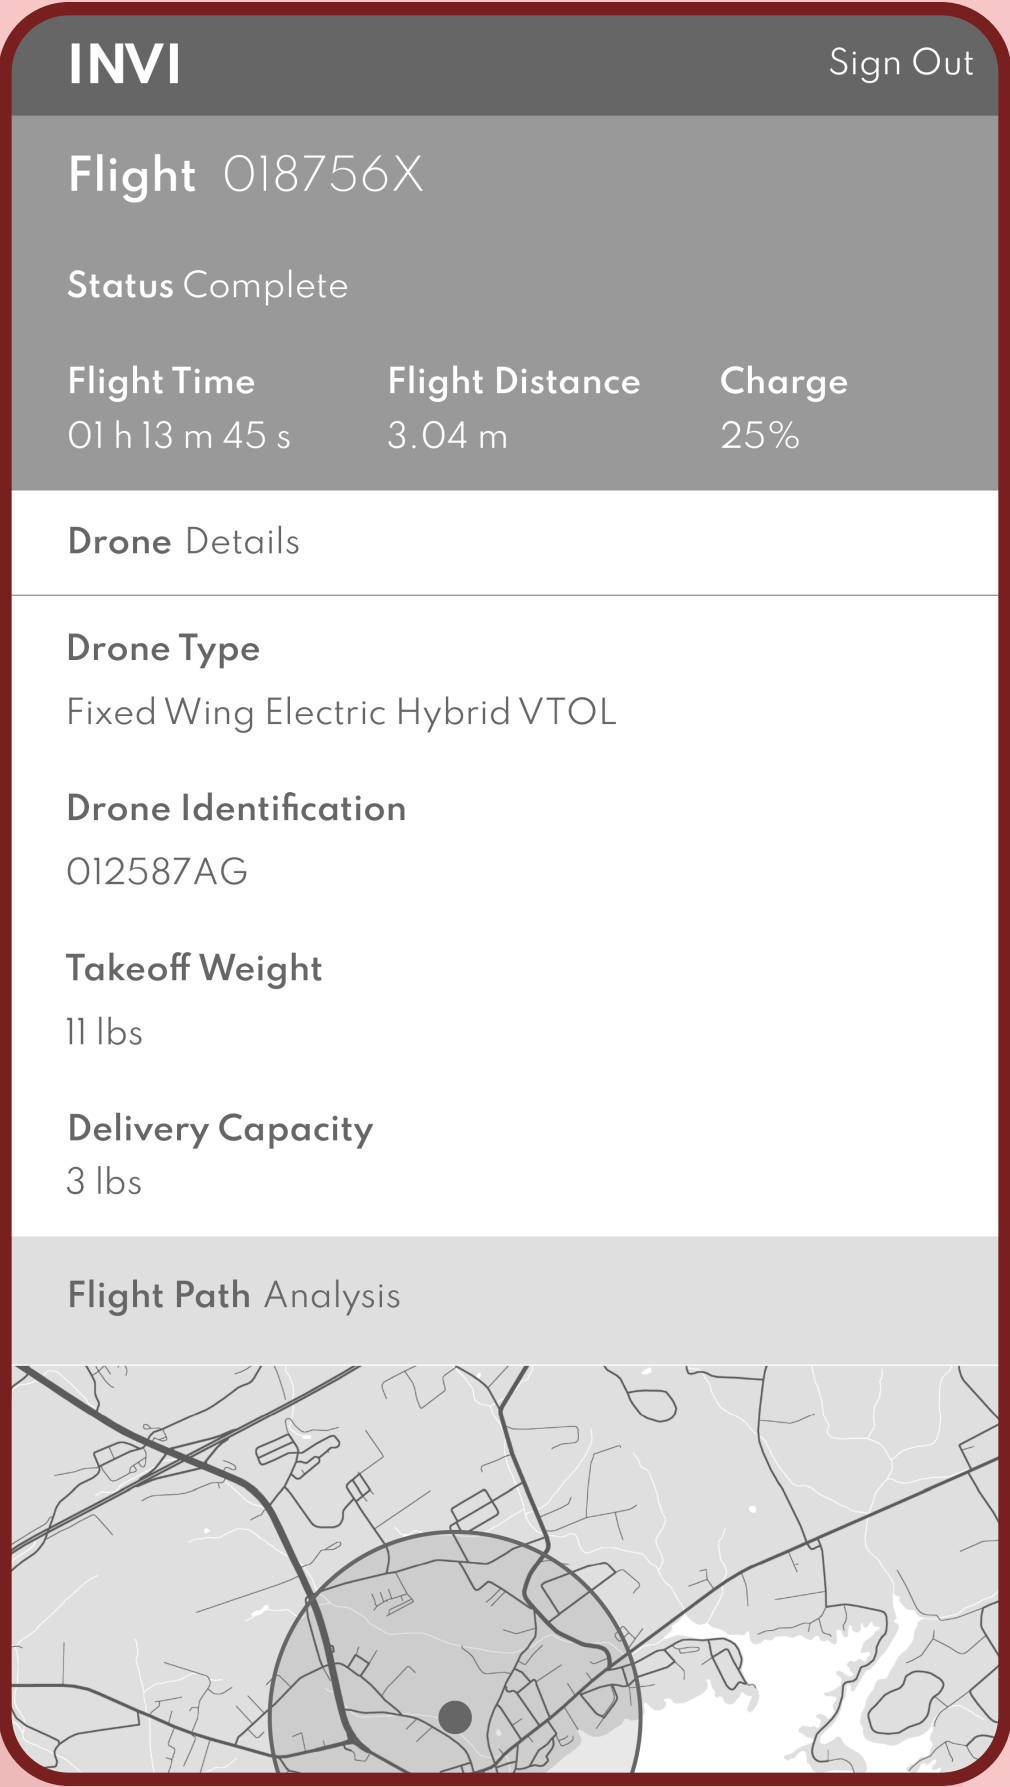 INVI
Sign Out
Flight 018756X
Status Complete
Flight Time Flight Distance Charge
01 h 13 m 45 s 3.04 m 25%
Drone Details
Drone Type
Fixed Wing Electric Hybrid VTOL
Drone Identification
012587AG
Takeoff Weight
11 lbs
Delivery Capacity
3 lbs
Flight Path Analysis